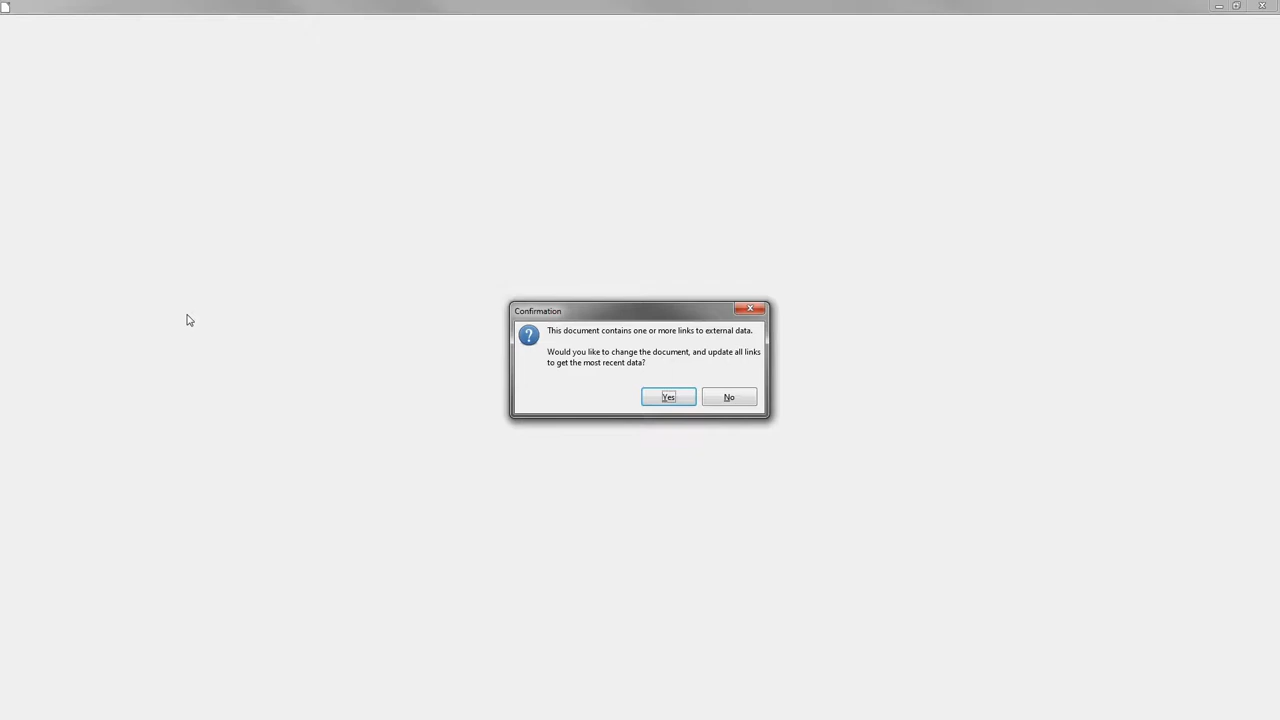 Confirmation
This document contains one or more links to external data.
Would you like to change the document, and update all links
to get the most recent data?
Yes No